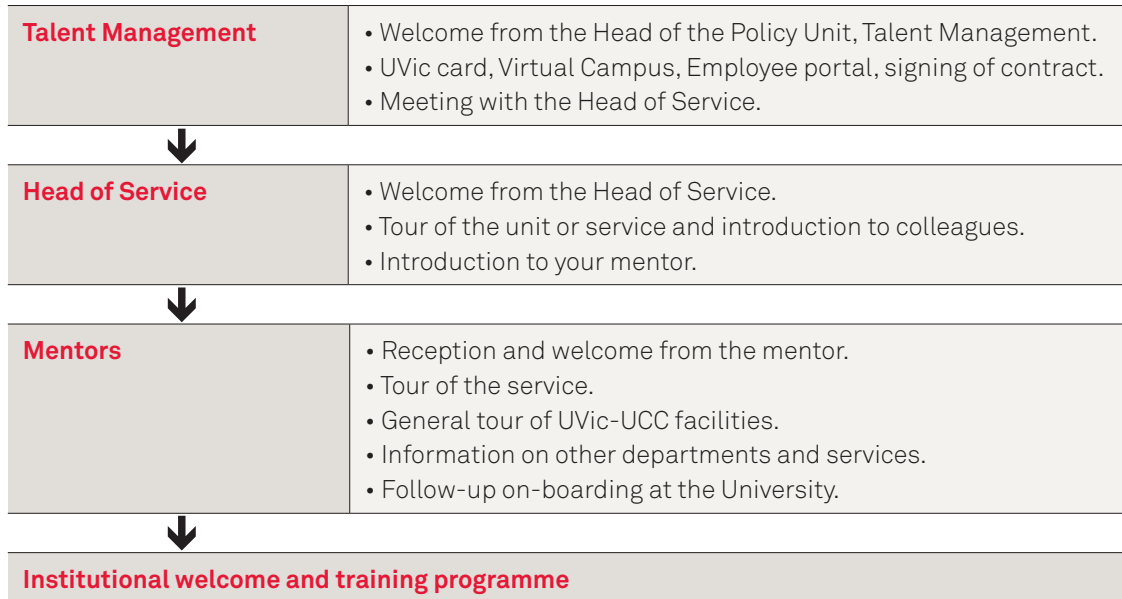 Talent Management
• Welcome from the Head of the Policy Unit, Talent Management.
• UVic card, Virtual Campus, Employee portal, signing of contract.
• Meeting with the Head of Service.
Head of Service
• Welcome from the Head of Service.
• Tour of the unit or service and introduction to colleagues.
• Introduction to your mentor.
Mentors
• Reception and welcome from the mentor.
• Tour of the service.
• General tour of UVic-UCC facilities.
• Information on other departments and services.
• Follow-up on-boarding at the University.
Institutional welcome and training programme